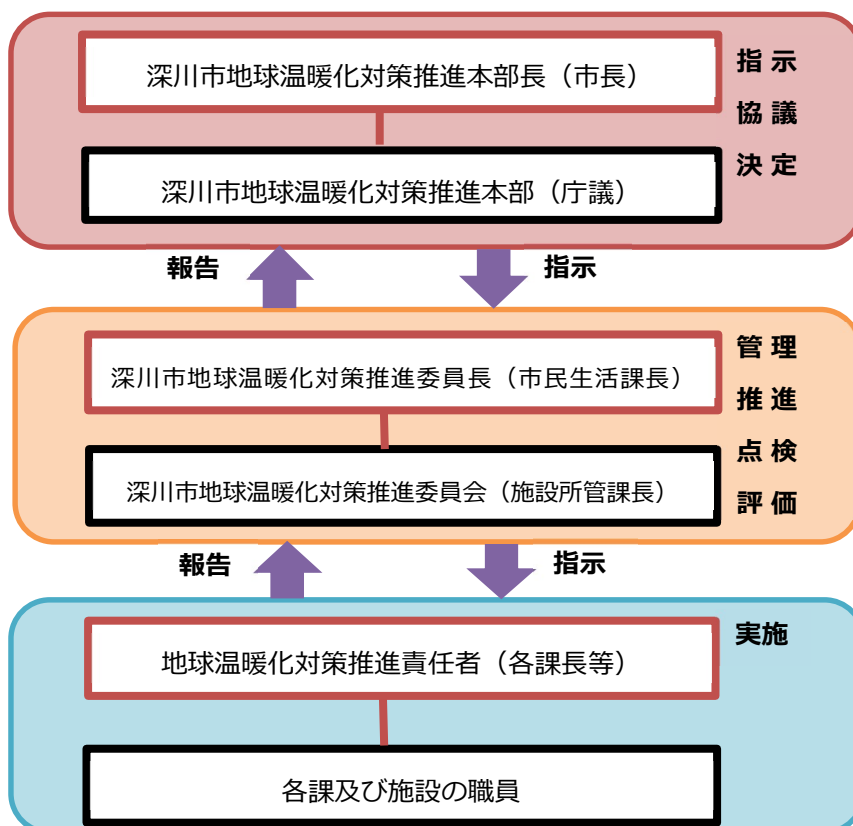 深川市地球温暖化対策推進本部長（市長）
深川市地球温暖化対策推進本部（庁議）
指示
協議
決定
報告
指示
深川市地球温暖化対策推進委員長（市民生活課長）
深川市地球温暖化対策推進委員会（施設所管課長）
管理
推進
点検
評価
報告
指示
地球温暖化対策推進責任者（各課長等）
実施
各課及び施設の職員